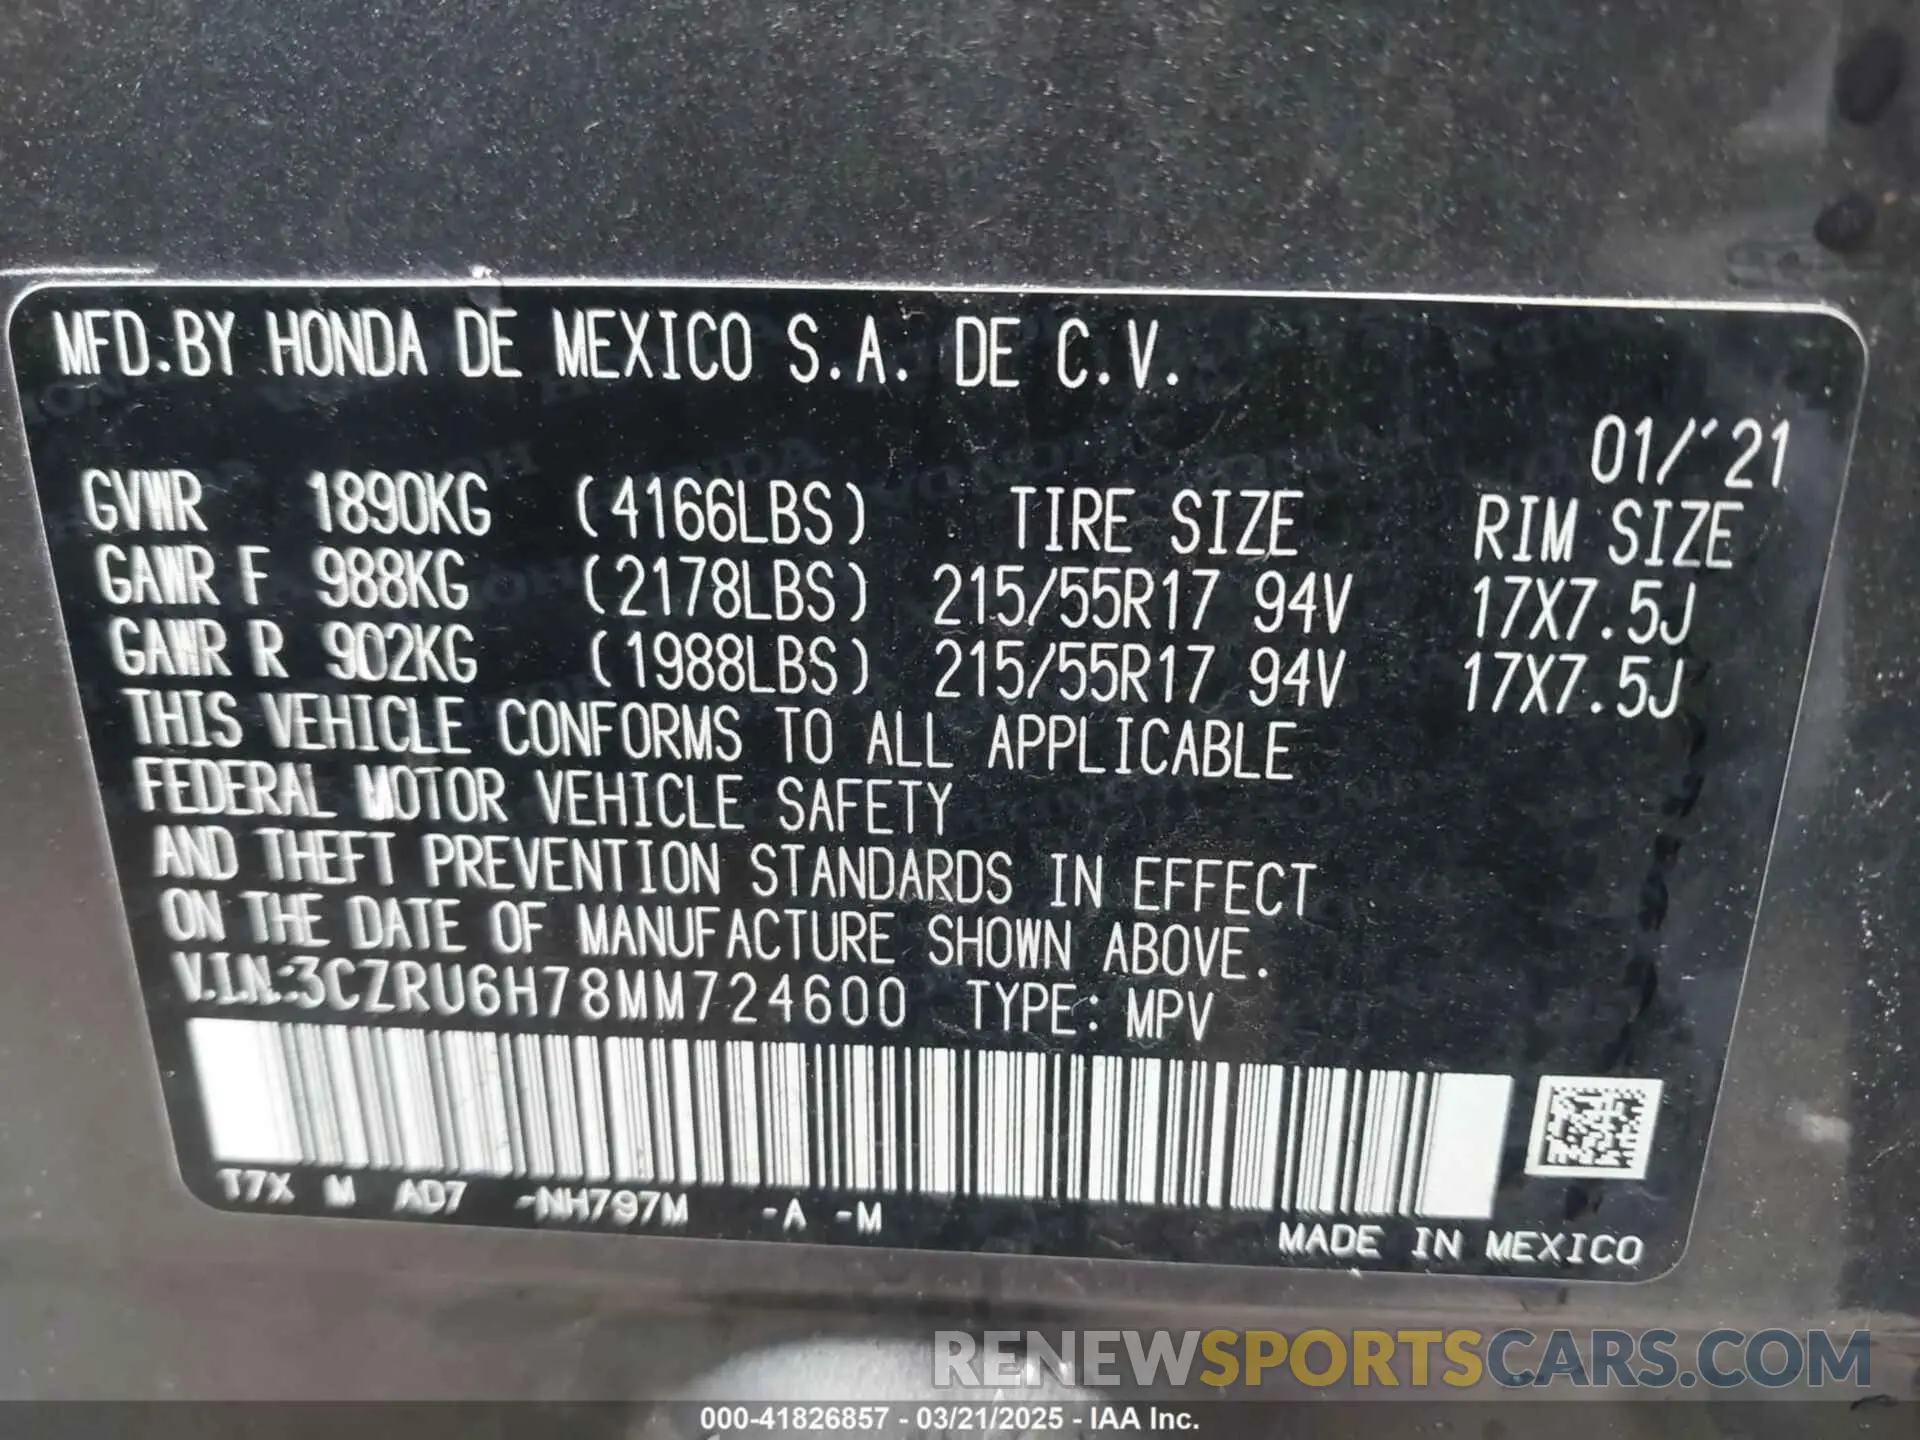 MFD.BY HONDA DE MEXICO S.A. DE C.V.
01/'21
GVWR 1890KG (4166LBS) TIRE SIZE RIM SIZE
GAWR F 988KG (2178LBS) 215/55R17 94V 17X7.5J
GAWR R 902KG (1988LBS) 215/55R17 94V 17X7.5J
THIS VEHICLE CONFORMS TO ALL APPLICABLE
FEDERAL MOTOR VEHICLE SAFETY
AND THEFT PREVENTION STANDARDS IN EFFECT
ON THE DATE OF MANUFACTURE SHOWN ABOVE.
V.I.N:3CZRU6H78MM724600 TYPE: MPV
T7X M AD7 -NH797M -A -M
MADE IN MEXICO
RENEWSPORTSCARS.COM
000-41826857 - 03/21/2025 - IAA Inc.